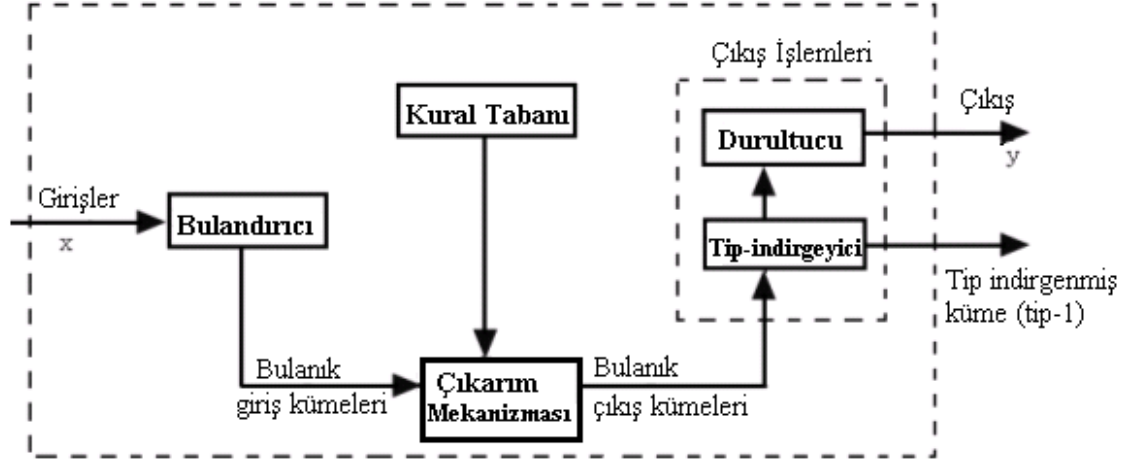 Çıkış İşlemleri
Kural Tabanı
Durultucu
Çıkış
y
Girişler
x
Bulandırıcı
Tip-indirgeyici
Tip indirgenmiş
küme (tip-1)
Bulanık
giriş kümeleri
Çıkarım
Mekanizması
Bulanık
çıkış kümeleri